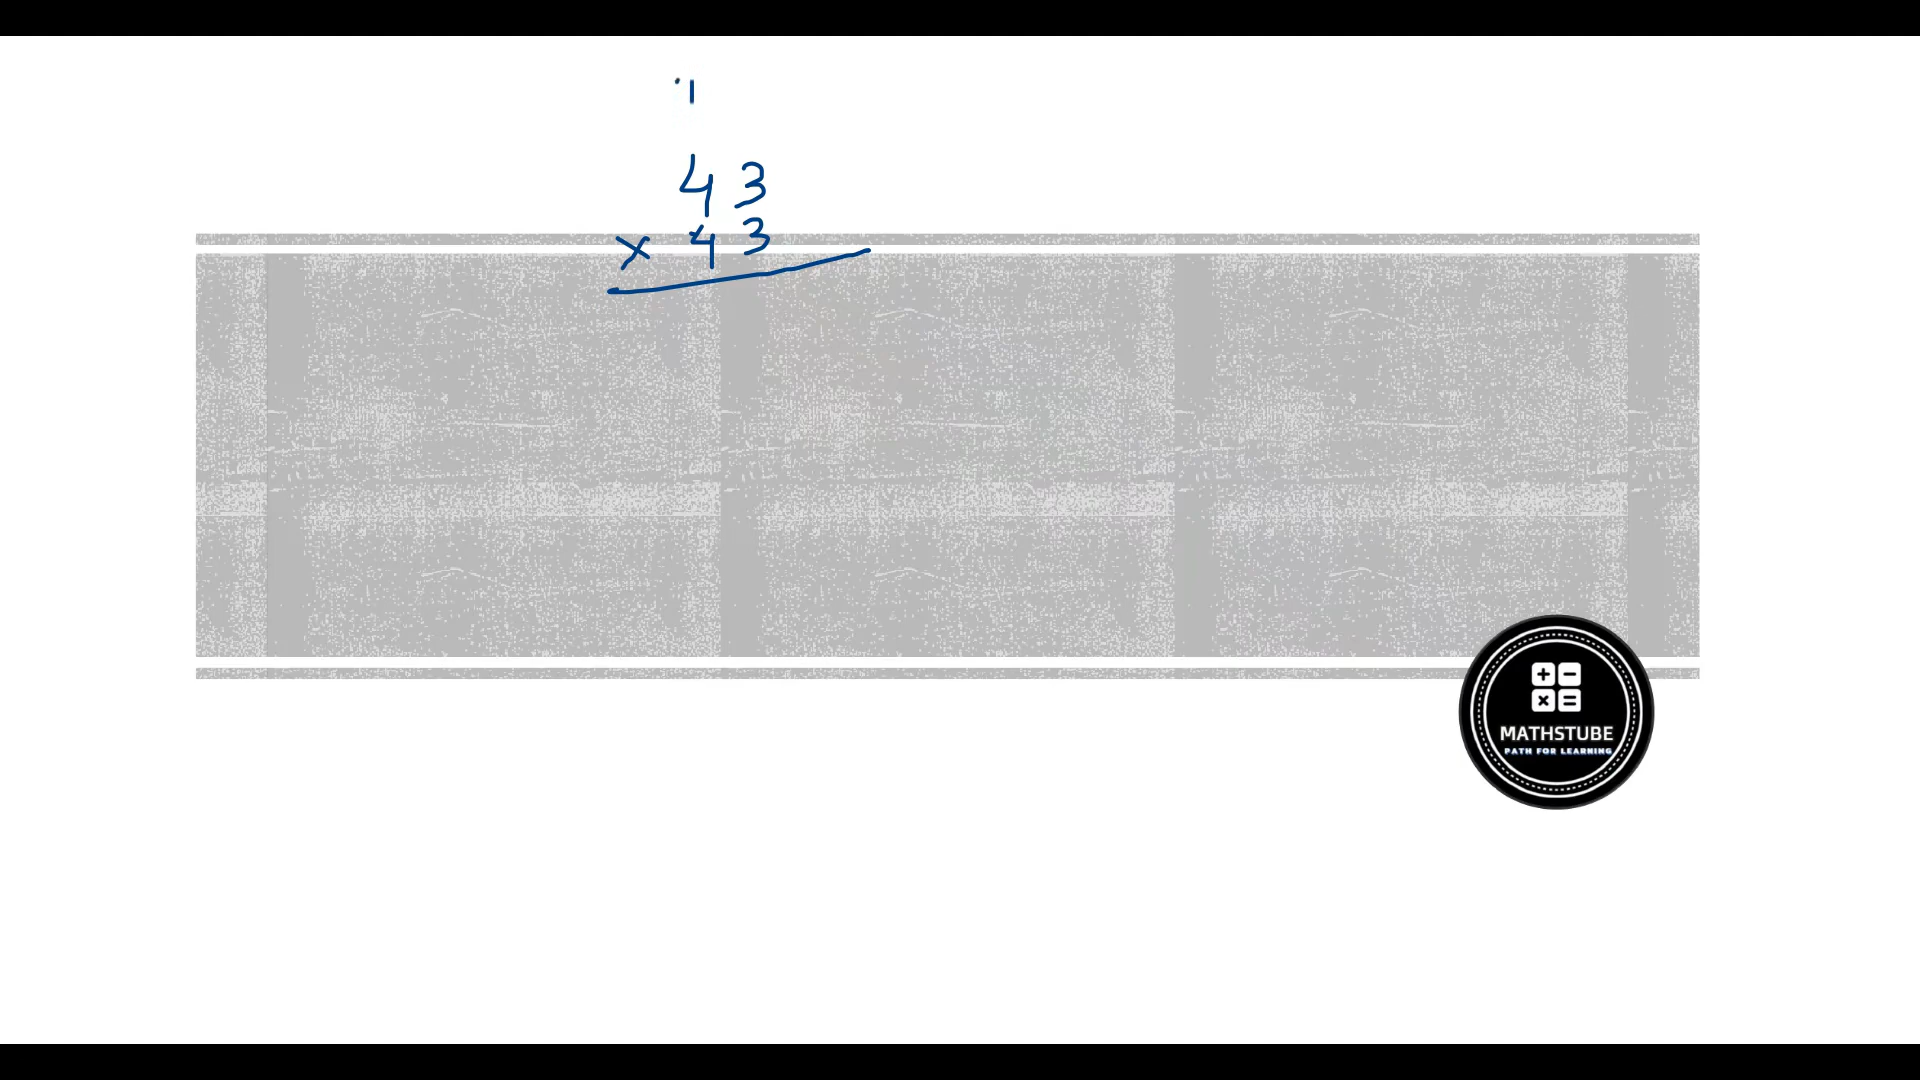 '1
43
x 43
+ −
× =
MATHSTUBE
PATH FOR LEARNING